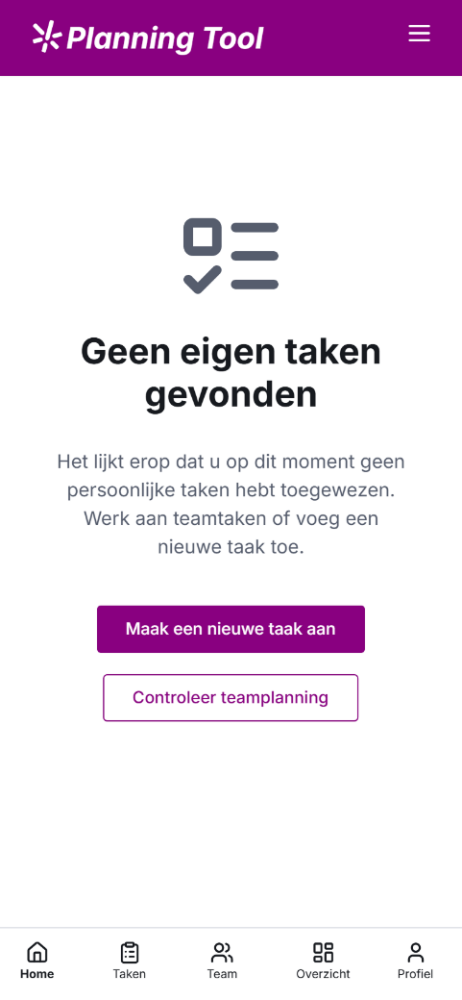 Planning Tool
Geen eigen taken
gevonden
Het lijkt erop dat u op dit moment geen
persoonlijke taken hebt toegewezen.
Werk aan teamtaken of voeg een
nieuwe taak toe.
Maak een nieuwe taak aan
Controleer teamplanning
Home
Taken
Team
Overzicht
Profiel